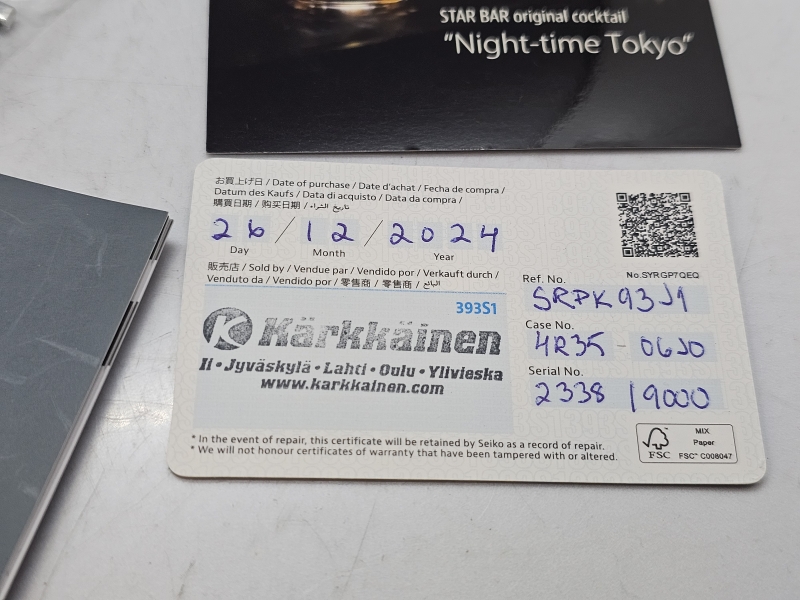 STAR BAR original cocktail
"Night-time Tokyo"
お買上げ日 / Date of purchase / Date d'achat / Fecha de compra /
Datum des Kaufs / Data di acquisto / Data da compra /
購買日期 / 购买日期 / تاريخ الشراء
26 / 12 / 2024
Day Month Year
No.SYRGP7QEQ
販売店 / Sold by / Vendue par / Vendido por / Verkauft durch /
Venduto da / Vendido por / 零售商 / 零售商 / البائع
393S1
Kärkkäinen
Ii • Jyväskylä • Lahti • Oulu • Ylivieska
www.karkkainen.com
Ref. No.
SRPK93J1
Case No.
4R35 - 06J0
Serial No.
2338 19000
* In the event of repair, this certificate will be retained by Seiko as a record of repair.
* We will not honour certificates of warranty that have been tampered with or altered.
FSC
MIX
Paper
FSC™ C008047